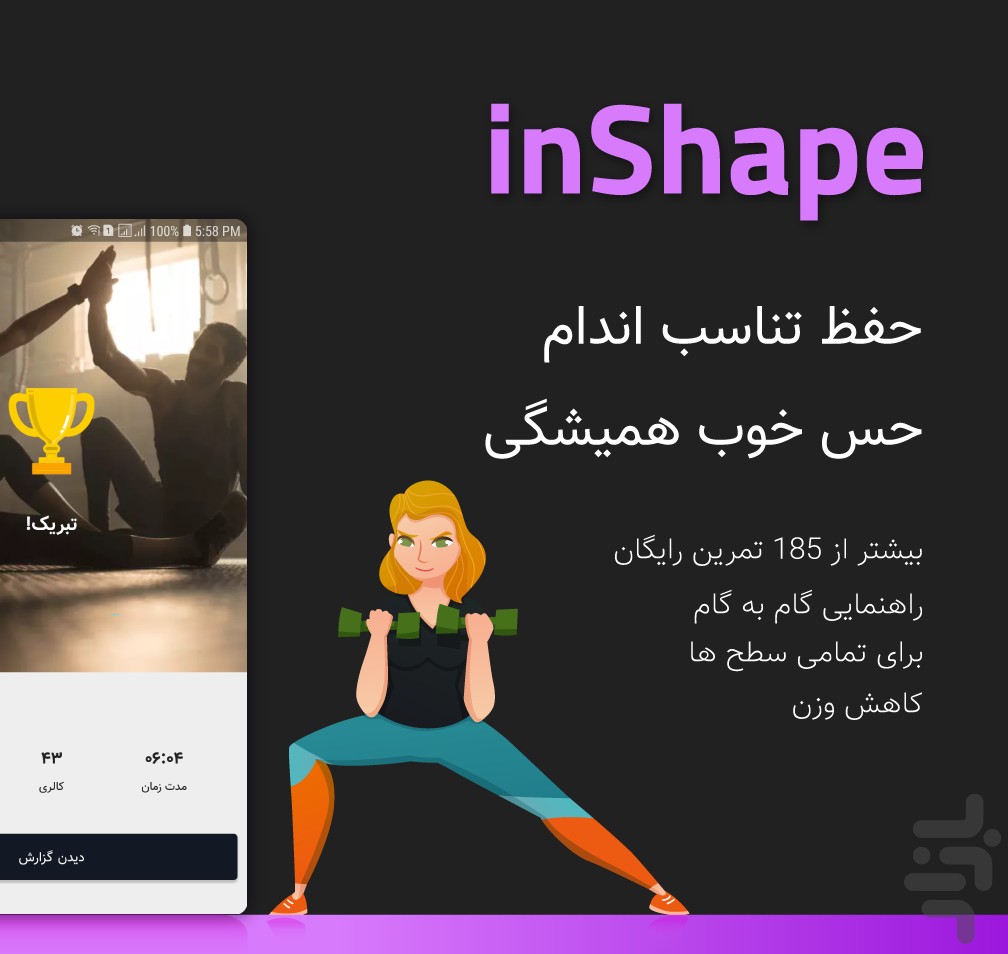 inShape
حفظ تناسب اندام
حس خوب همیشگی
بیشتر از 185 تمرین رایگان
راهنمایی گام به گام
برای تمامی سطح ها
کاهش وزن
100% 5:58 PM
تبریک!
۰۶:۰۴ ۴۳
مدت زمان کالری
دیدن گزارش